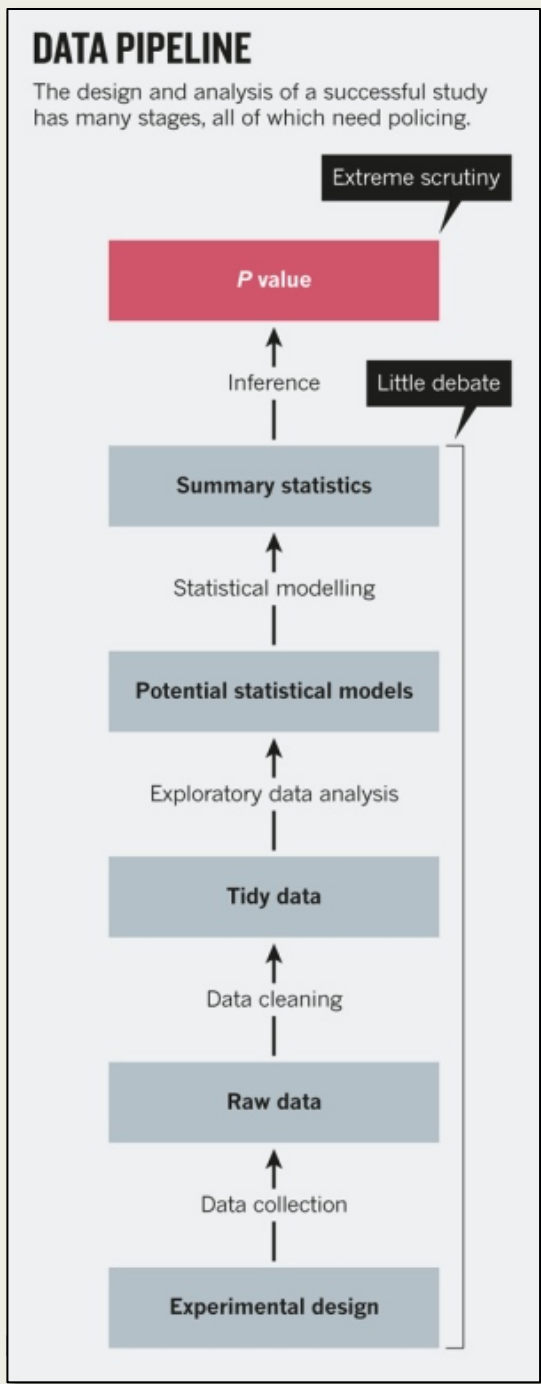 DATA PIPELINE
The design and analysis of a successful study
has many stages, all of which need policing.
Extreme scrutiny
P value
Inference
Little debate
Summary statistics
Statistical modelling
Potential statistical models
Exploratory data analysis
Tidy data
Data cleaning
Raw data
Data collection
Experimental design